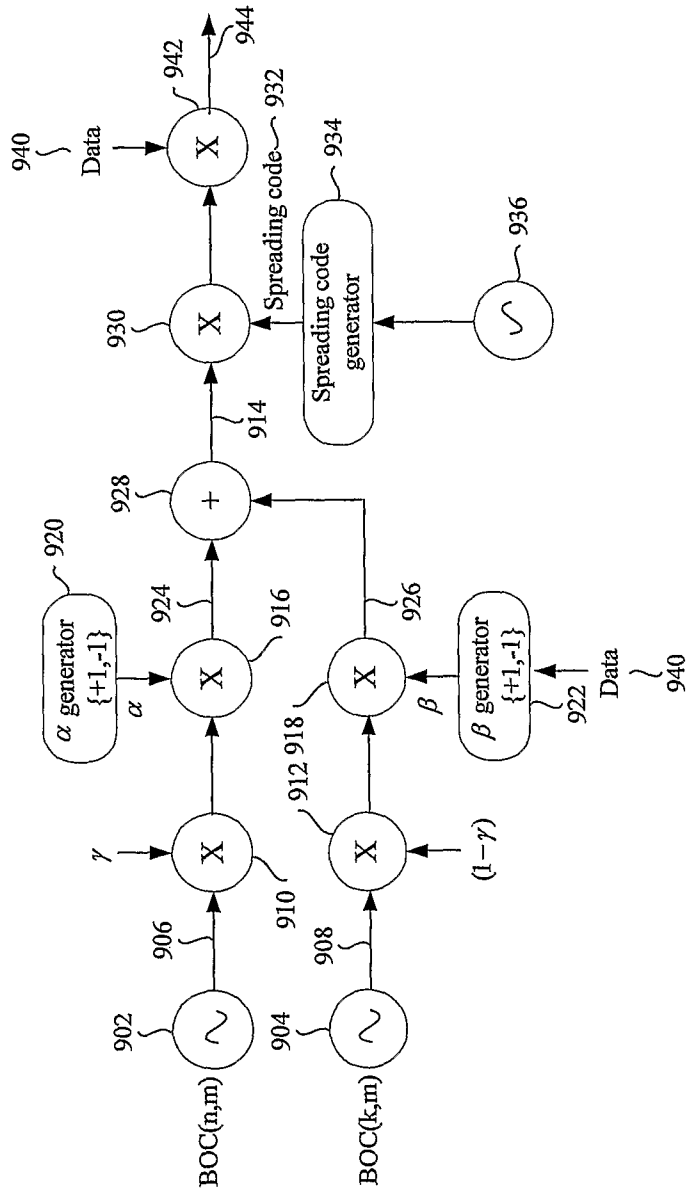 BOC(n,m)
902
906
γ
910
X
α generator
{+1,-1}
920
α
X
916
924
928
+
914
930
X
Spreading code
932
Spreading code
generator
934
936
940
Data
X
942
944
BOC(k,m)
904
908
912
X
(1−γ)
918
X
926
β
β generator
{+1,-1}
922
Data
940